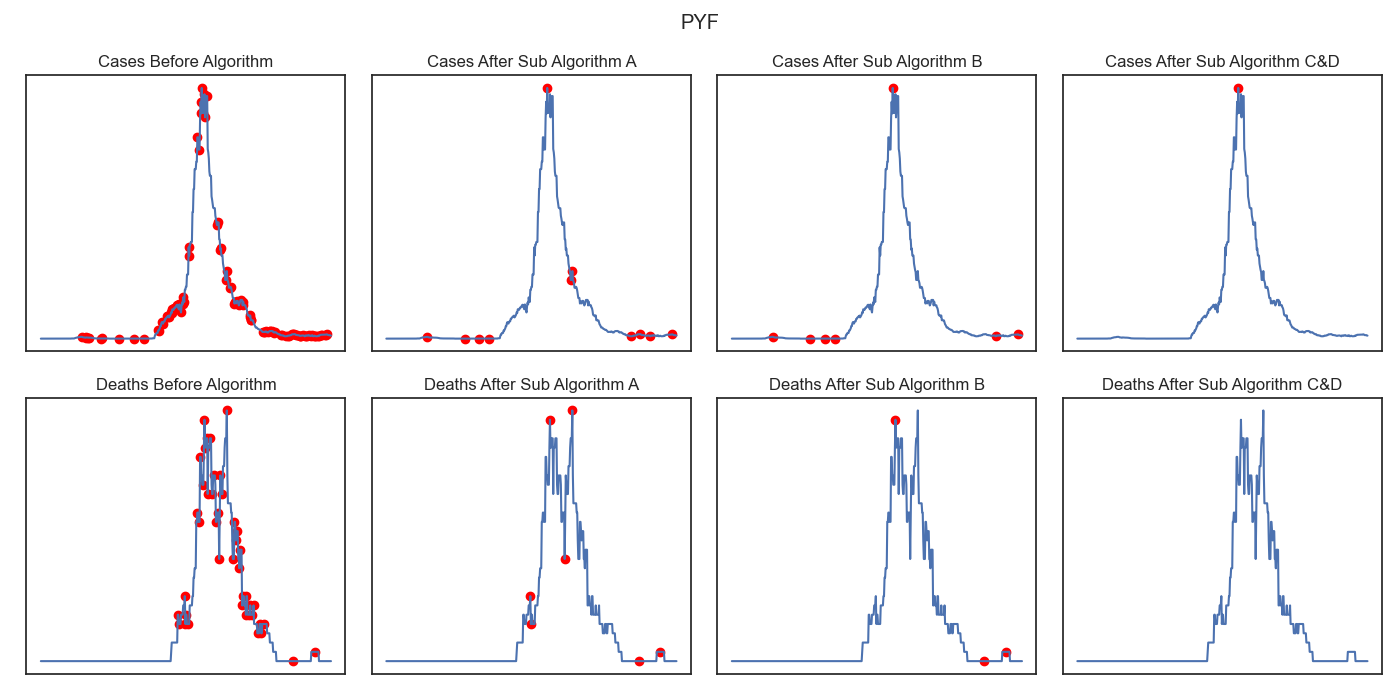 PYF
Cases Before Algorithm
Cases After Sub Algorithm A
Cases After Sub Algorithm B
Cases After Sub Algorithm C&D
Deaths Before Algorithm
Deaths After Sub Algorithm A
Deaths After Sub Algorithm B
Deaths After Sub Algorithm C&D